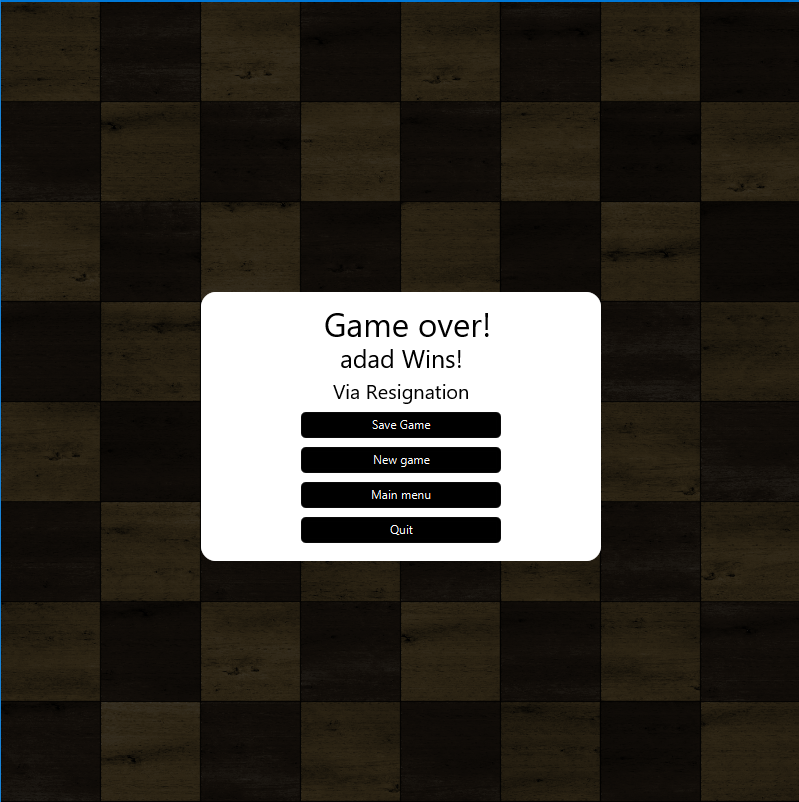 Game over!
adad Wins!
Via Resignation
Save Game
New game
Main menu
Quit